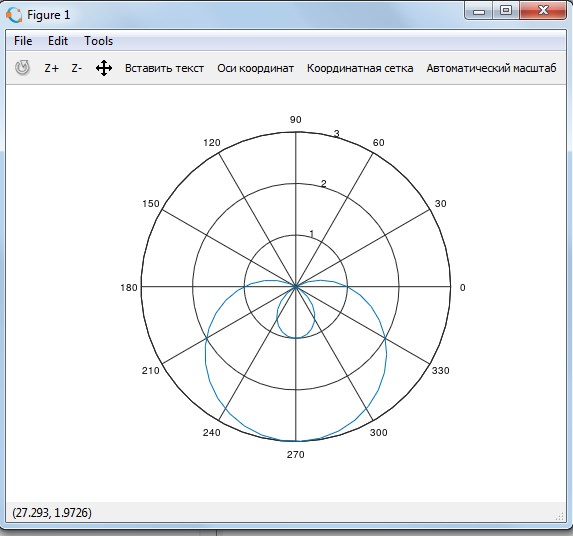 Figure 1
File Edit Tools
Z+ Z- Вставить текст Оси координат Координатная сетка Автоматический масштаб
90
120 3 60
2
150 30
1
180 0
210 330
240 300
270
(27.293, 1.9726)